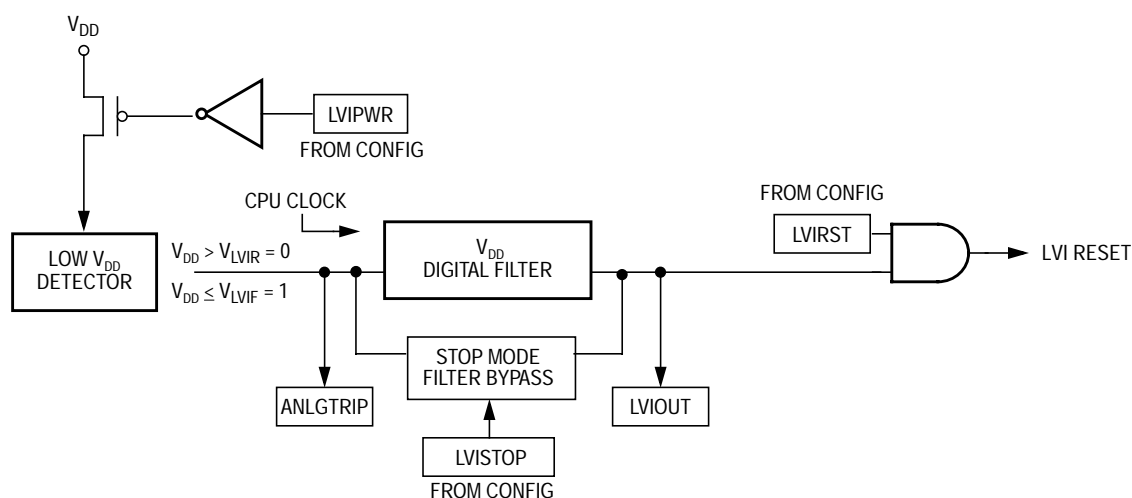 V_DD
LVIPWR
FROM CONFIG
CPU CLOCK
FROM CONFIG
LVIRST
LOW V_DD
DETECTOR
V_DD > V_LVIR = 0
V_DD ≤ V_LVIF = 1
V_DD
DIGITAL FILTER
LVI RESET
STOP MODE
FILTER BYPASS
ANLGTRIP
LVIOUT
LVISTOP
FROM CONFIG